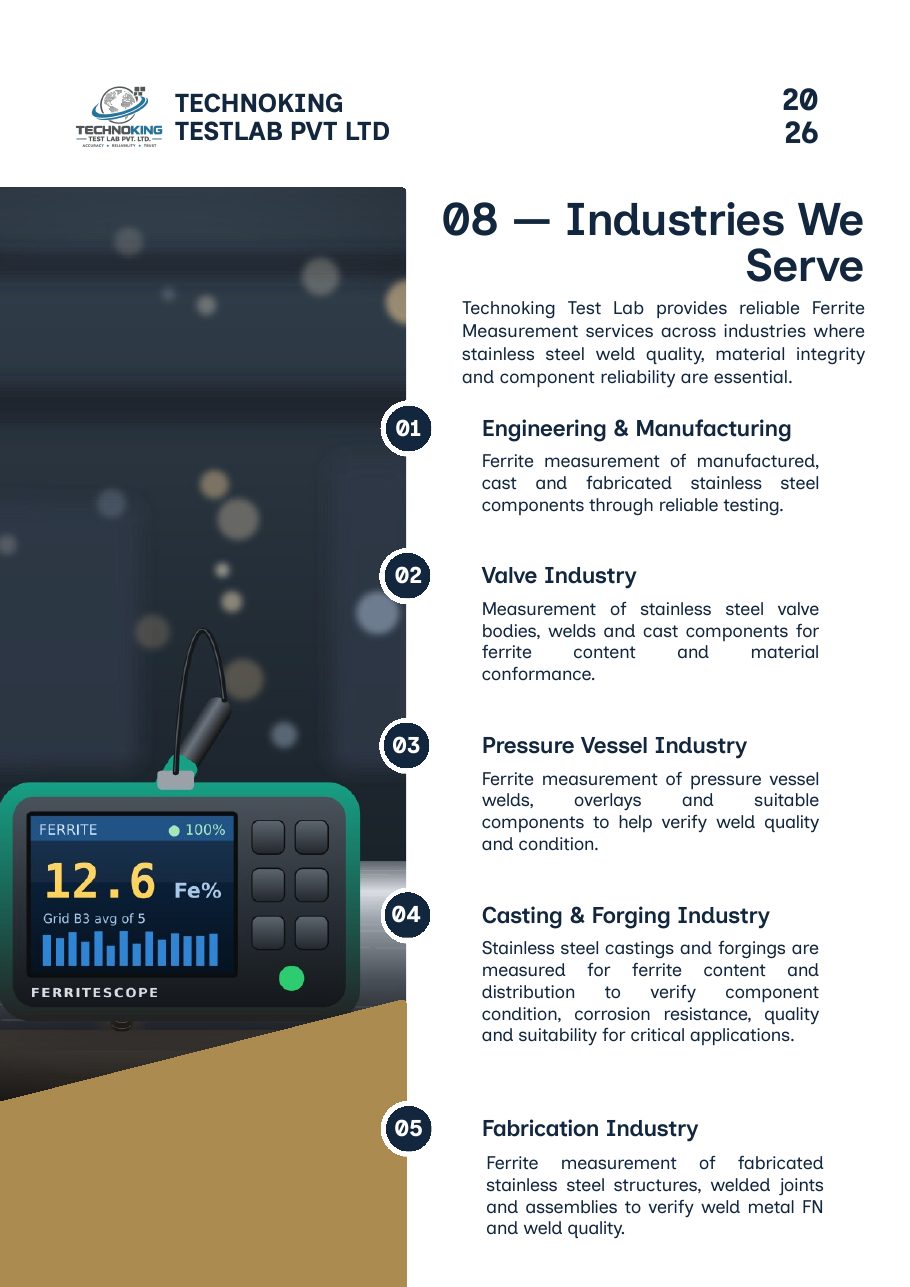 TECHNOKING
TEST LAB PVT. LTD.
ACCURACY • RELIABILITY • TRUST
TECHNOKING
TESTLAB PVT LTD
20
26
08 — Industries We
Serve
Technoking Test Lab provides reliable Ferrite
Measurement services across industries where
stainless steel weld quality, material integrity
and component reliability are essential.
01
Engineering & Manufacturing
Ferrite measurement of manufactured,
cast and fabricated stainless steel
components through reliable testing.
02
Valve Industry
Measurement of stainless steel valve
bodies, welds and cast components for
ferrite content and material
conformance.
03
Pressure Vessel Industry
Ferrite measurement of pressure vessel
welds, overlays and suitable
components to help verify weld quality
and condition.
FERRITE 100%
12.6 Fe%
Grid B3 avg of 5
FERRITESCOPE
04
Casting & Forging Industry
Stainless steel castings and forgings are
measured for ferrite content and
distribution to verify component
condition, corrosion resistance, quality
and suitability for critical applications.
05
Fabrication Industry
Ferrite measurement of fabricated
stainless steel structures, welded joints
and assemblies to verify weld metal FN
and weld quality.